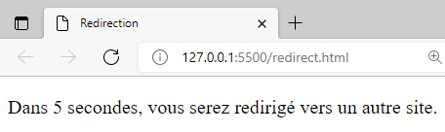 Redirection
127.0.0.1:5500/redirect.html
Dans 5 secondes, vous serez redirigé vers un autre site.